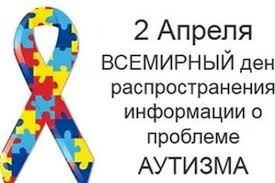 2 Апреля
ВСЕМИРНЫЙ ден
распространения
информации о
проблеме
АУТИЗМА